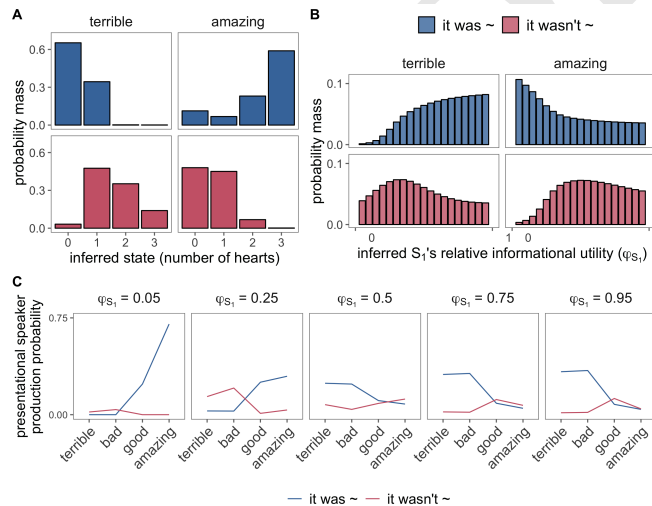 A
terrible
amazing
probability mass
0.6
0.3
0.0
0.6
0.3
0.0
0 1 2 3 0 1 2 3
inferred state (number of hearts)
B
it was ~ it wasn't ~
terrible
amazing
probability mass
0.1
0.0
0.1
0.0
0 1 0 1
inferred S1's relative informational utility (φS1)
C
φS1 = 0.05 φS1 = 0.25 φS1 = 0.5 φS1 = 0.75 φS1 = 0.95
presentational speaker
production probability
0.75
0.00
terrible bad good amazing terrible bad good amazing terrible bad good amazing terrible bad good amazing terrible bad good amazing
it was ~ it wasn't ~